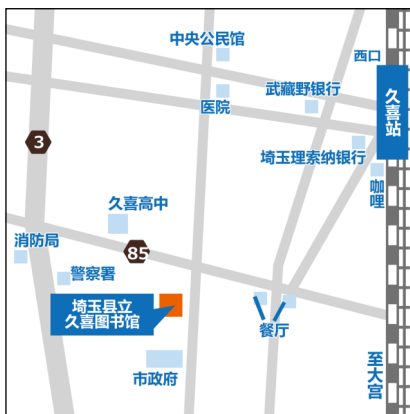 中央公民馆
西口
武藏野银行
久喜站
医院
3
埼玉理索纳银行
咖哩
久喜高中
消防局
85
警察署
埼玉县立
久喜图书馆
餐厅
至大宫
市政府